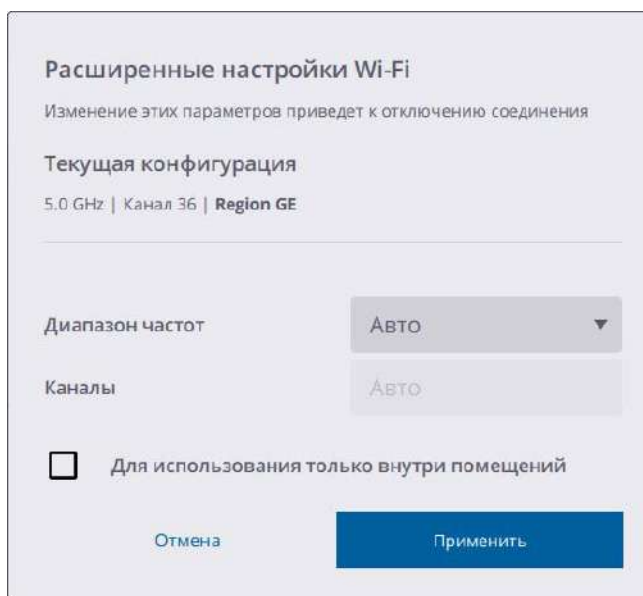 Расширенные настройки Wi-Fi
Изменение этих параметров приведет к отключению соединения
Текущая конфигурация
5.0 GHz | Канал 36 | Region GE
Диапазон частот Авто
Каналы Авто
Для использования только внутри помещений
Отмена Применить